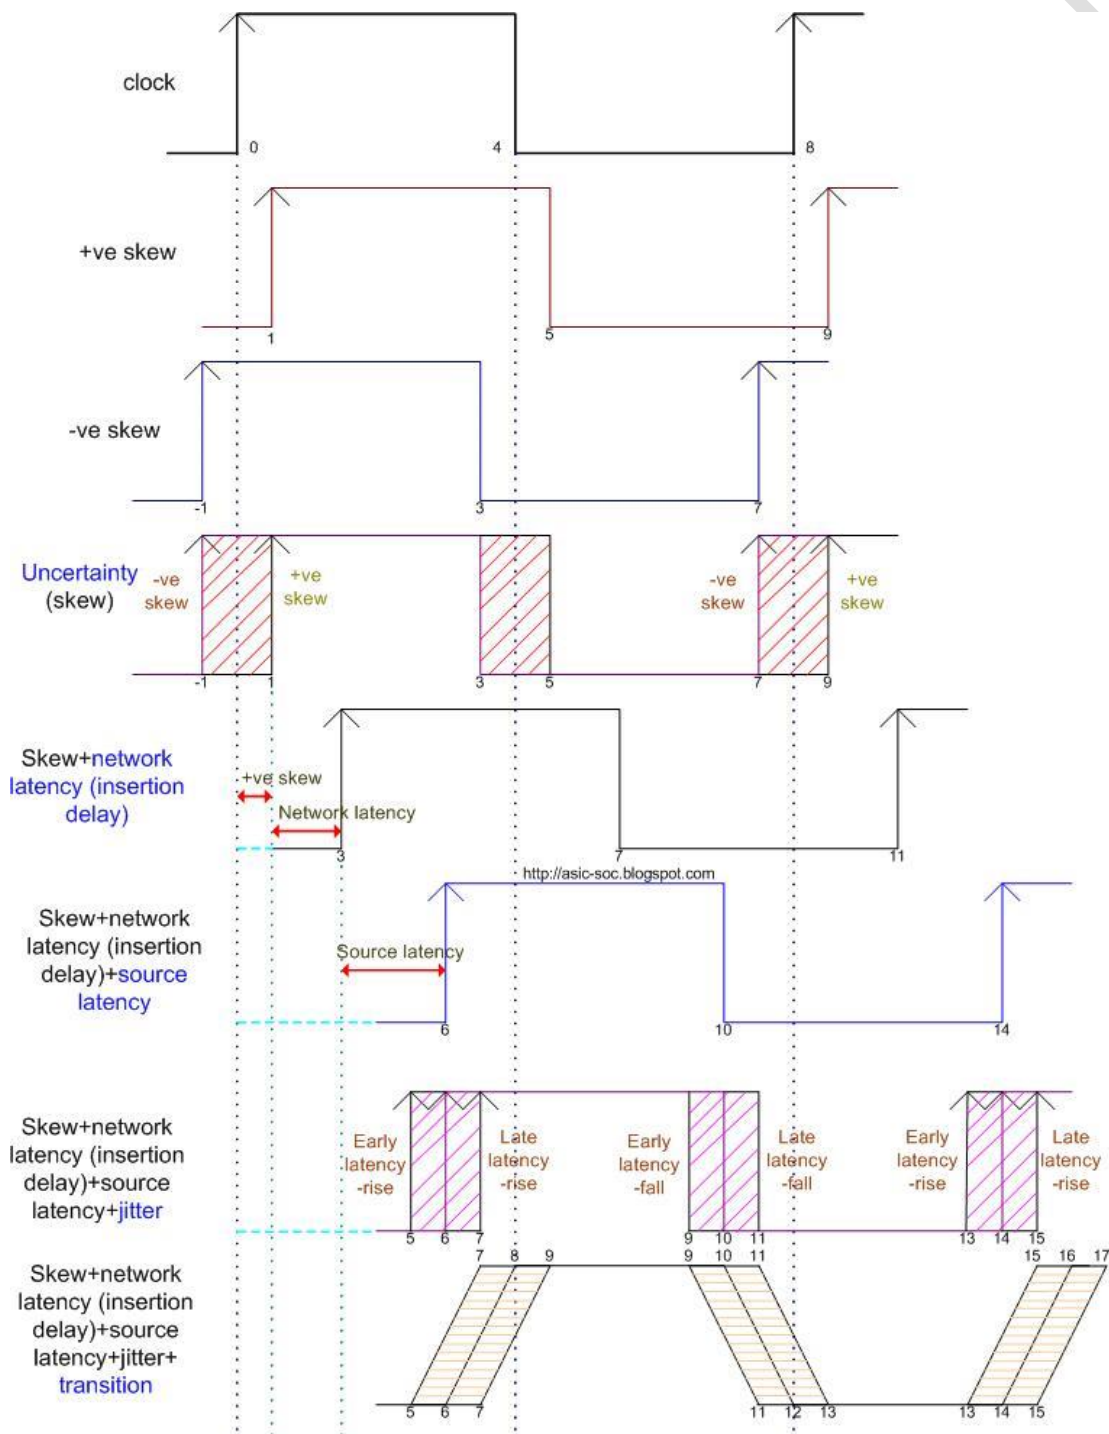 clock
0
4
8
+ve skew
1
5
9
-ve skew
-1
3
7
Uncertainty
(skew)
-ve
skew
+ve
skew
-ve
skew
+ve
skew
-1
1
3
5
7
9
Skew+network
latency (insertion
delay)
+ve skew
Network latency
3
7
11
http://asic-soc.blogspot.com
Skew+network
latency (insertion
delay)+source
latency
Source latency
6
10
14
Skew+network
latency (insertion
delay)+source
latency+jitter
Early
latency
-rise
Late
latency
-rise
Early
latency
-fall
Late
latency
-fall
Early
latency
-rise
Late
latency
-rise
5 6 7
9 10 11
13 14 15
7 8 9
9 10 11
15 16 17
Skew+network
latency (insertion
delay)+source
latency+jitter+
transition
5 6 7
11 12 13
13 14 15